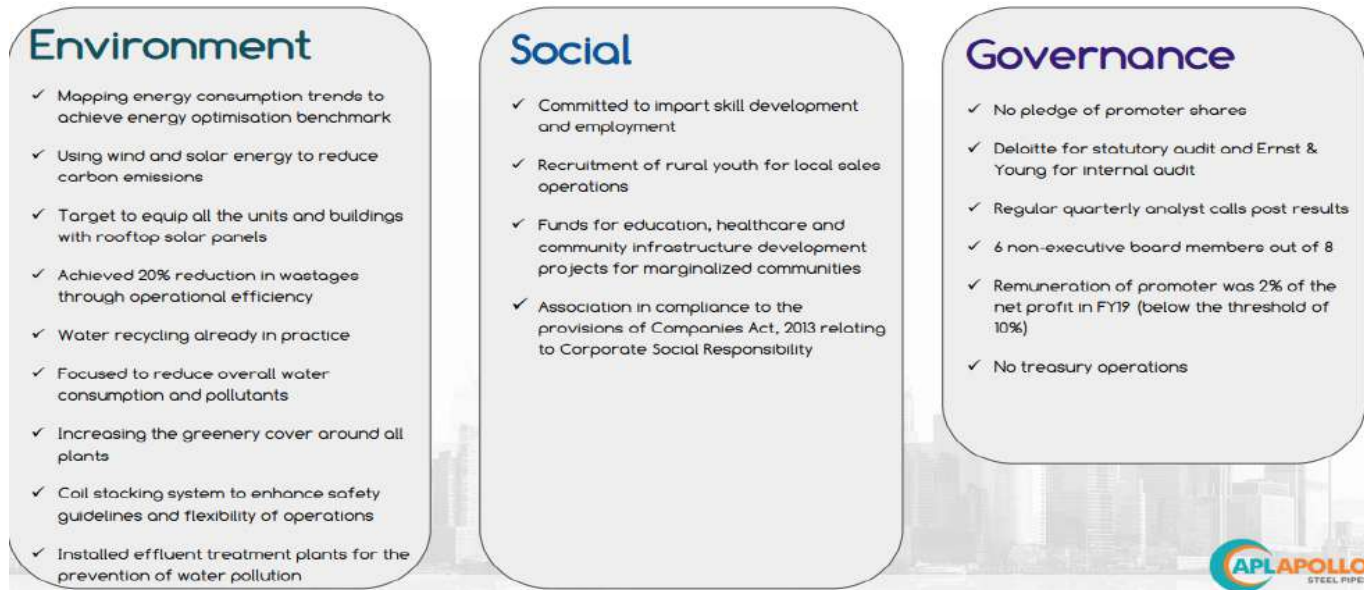 Environment
✓ Mapping energy consumption trends to
achieve energy optimisation benchmark
✓ Using wind and solar energy to reduce
carbon emissions
✓ Target to equip all the units and buildings
with rooftop solar panels
✓ Achieved 20% reduction in wastages
through operational efficiency
✓ Water recycling already in practice
✓ Focused to reduce overall water
consumption and pollutants
✓ Increasing the greenery cover around all
plants
✓ Coil stacking system to enhance safety
guidelines and flexibility of operations
✓ Installed effluent treatment plants for the
prevention of water pollution
Social
✓ Committed to impart skill development
and employment
✓ Recruitment of rural youth for local sales
operations
✓ Funds for education, healthcare and
community infrastructure development
projects for marginalized communities
✓ Association in compliance to the
provisions of Companies Act, 2013 relating
to Corporate Social Responsibility
Governance
✓ No pledge of promoter shares
✓ Deloitte for statutory audit and Ernst &
Young for internal audit
✓ Regular quarterly analyst calls post results
✓ 6 non-executive board members out of 8
✓ Remuneration of promoter was 2% of the
net profit in FY19 (below the threshold of
10%)
✓ No treasury operations
APL APOLLO
STEEL PIPE